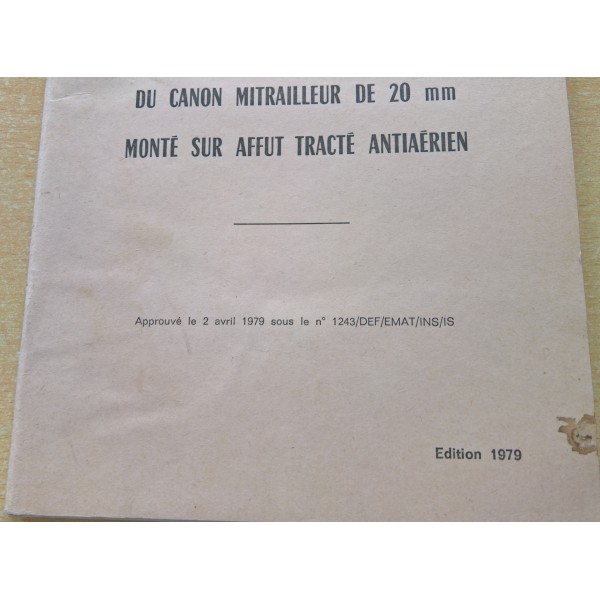 DU CANON MITRAILLEUR DE 20 mm
MONTÉ SUR AFFUT TRACTÉ ANTIAÉRIEN
Approuvé le 2 avril 1979 sous le n° 1243/DEF/EMAT/INS/IS
Edition 1979